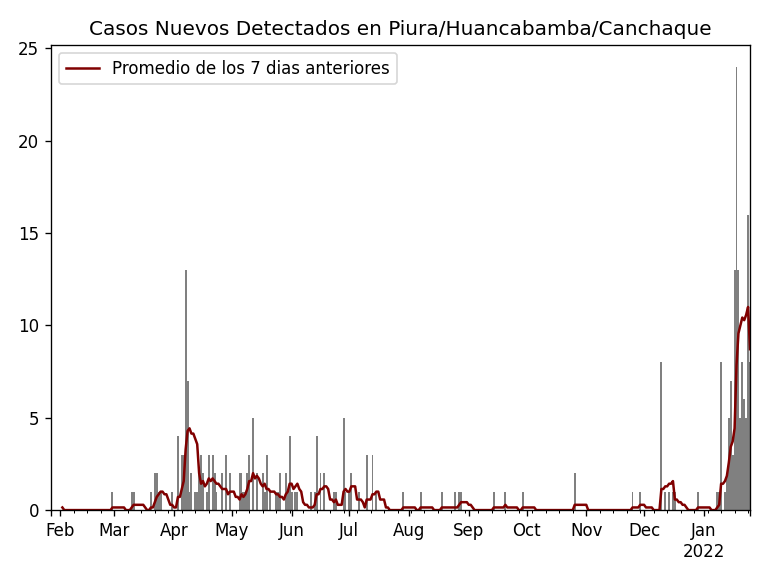 Casos Nuevos Detectados en Piura/Huancabamba/Canchaque
Promedio de los 7 dias anteriores
25
20
15
10
5
0
Feb Mar Apr May Jun Jul Aug Sep Oct Nov Dec Jan
2022